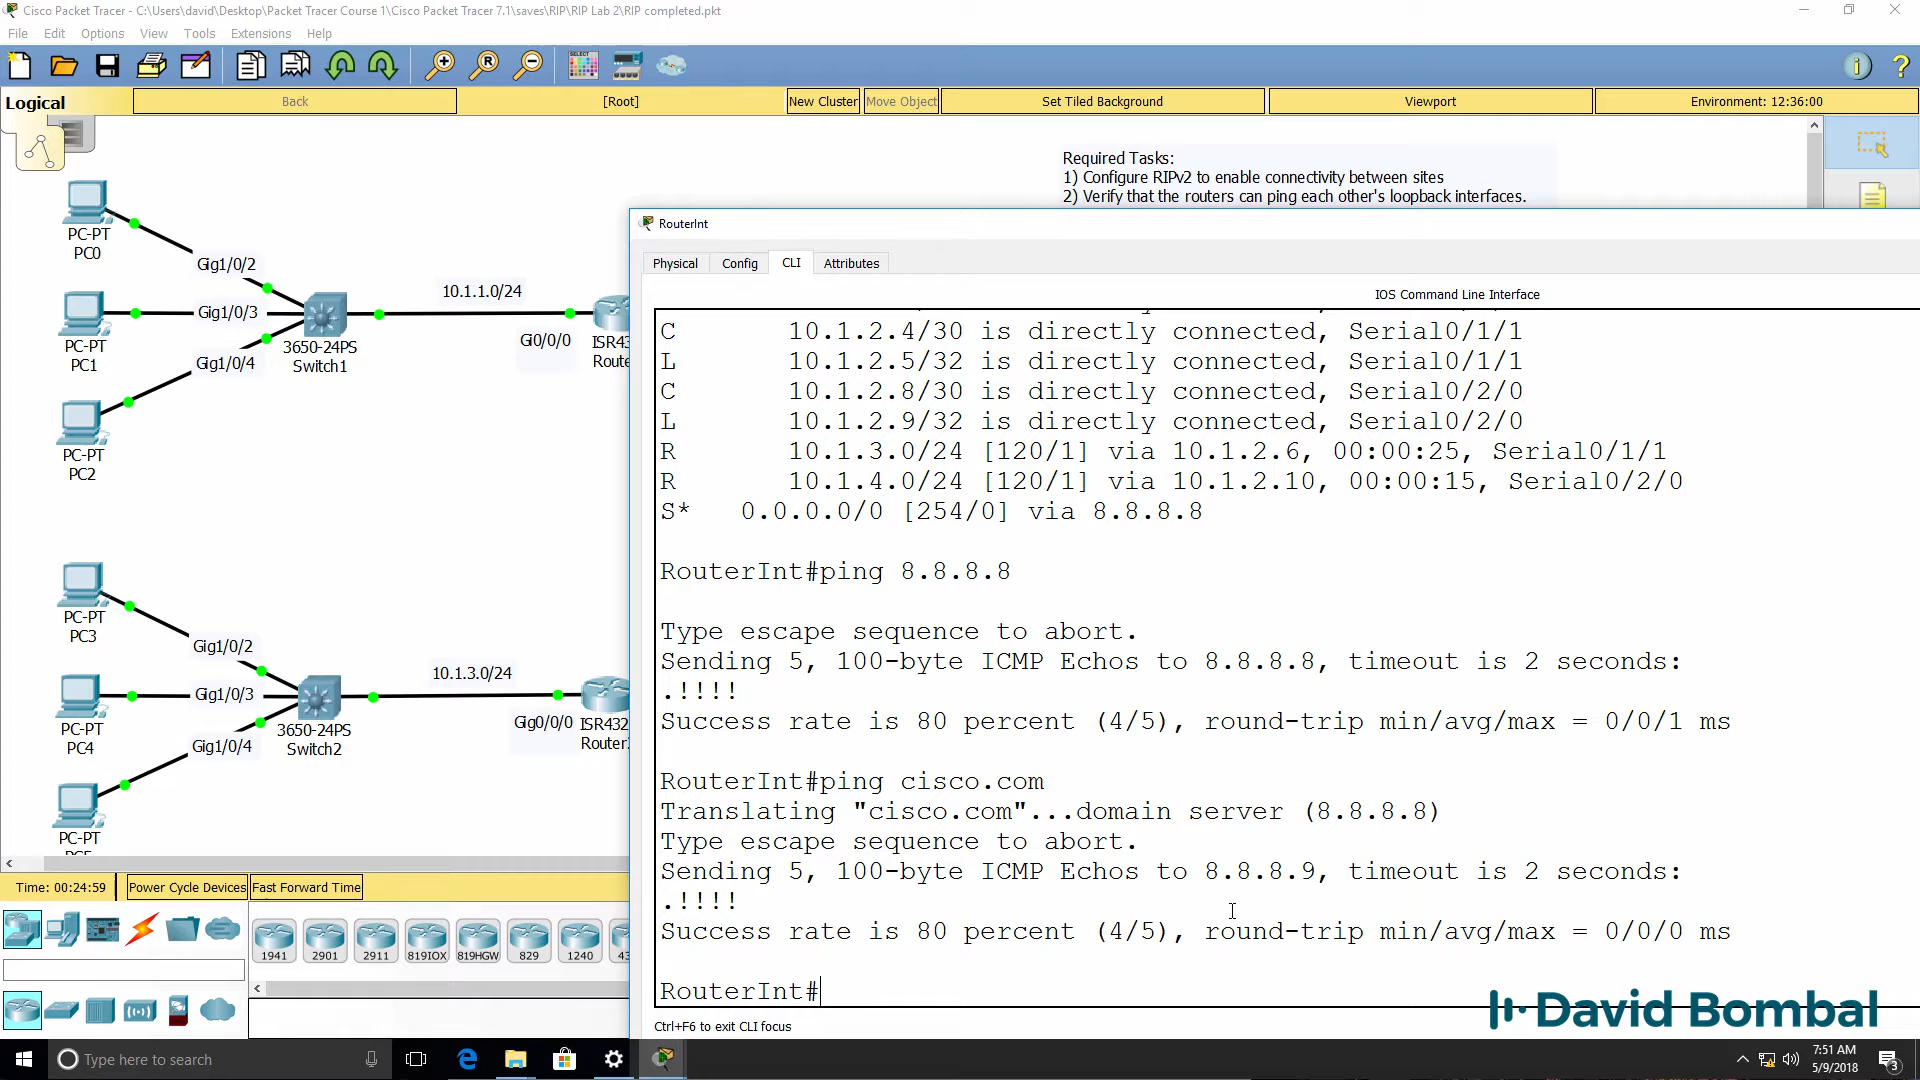 Cisco Packet Tracer - C:\Users\david\Desktop\Packet Tracer Course 1\Cisco Packet Tracer 7.1\saves\RIP\RIP Lab 2\RIP completed.pkt
File Edit Options View Tools Extensions Help
Logical Back [Root] New Cluster Move Object Set Tiled Background Viewport Environment: 12:36:00
Required Tasks:
1) Configure RIPv2 to enable connectivity between sites
2) Verify that the routers can ping each other's loopback interfaces.
PC-PT
PC0
Gig1/0/2
10.1.1.0/24
Gig1/0/3
Gi0/0/0
PC-PT
PC1
3650-24PS
Switch1
Gig1/0/4
PC-PT
PC2
PC-PT
PC3
Gig1/0/2
10.1.3.0/24
Gig1/0/3
Gig0/0/0
ISR432
Router
PC-PT
PC4
3650-24PS
Switch2
Gig1/0/4
PC-PT
RouterInt
Physical Config CLI Attributes
IOS Command Line Interface
C 10.1.2.4/30 is directly connected, Serial0/1/1
L 10.1.2.5/32 is directly connected, Serial0/1/1
C 10.1.2.8/30 is directly connected, Serial0/2/0
L 10.1.2.9/32 is directly connected, Serial0/2/0
R 10.1.3.0/24 [120/1] via 10.1.2.6, 00:00:25, Serial0/1/1
R 10.1.4.0/24 [120/1] via 10.1.2.10, 00:00:15, Serial0/2/0
S* 0.0.0.0/0 [254/0] via 8.8.8.8
RouterInt#ping 8.8.8.8
Type escape sequence to abort.
Sending 5, 100-byte ICMP Echos to 8.8.8.8, timeout is 2 seconds:
.!!!!
Success rate is 80 percent (4/5), round-trip min/avg/max = 0/0/1 ms
RouterInt#ping cisco.com
Translating "cisco.com"...domain server (8.8.8.8)
Type escape sequence to abort.
Sending 5, 100-byte ICMP Echos to 8.8.8.9, timeout is 2 seconds:
.!!!!
Success rate is 80 percent (4/5), round-trip min/avg/max = 0/0/0 ms
RouterInt#
Ctrl+F6 to exit CLI focus
David Bombal
Time: 00:24:59 Power Cycle Devices Fast Forward Time
1941 2901 2911 819IOX 819HGW 829 1240
Type here to search
7:51 AM
5/9/2018
3